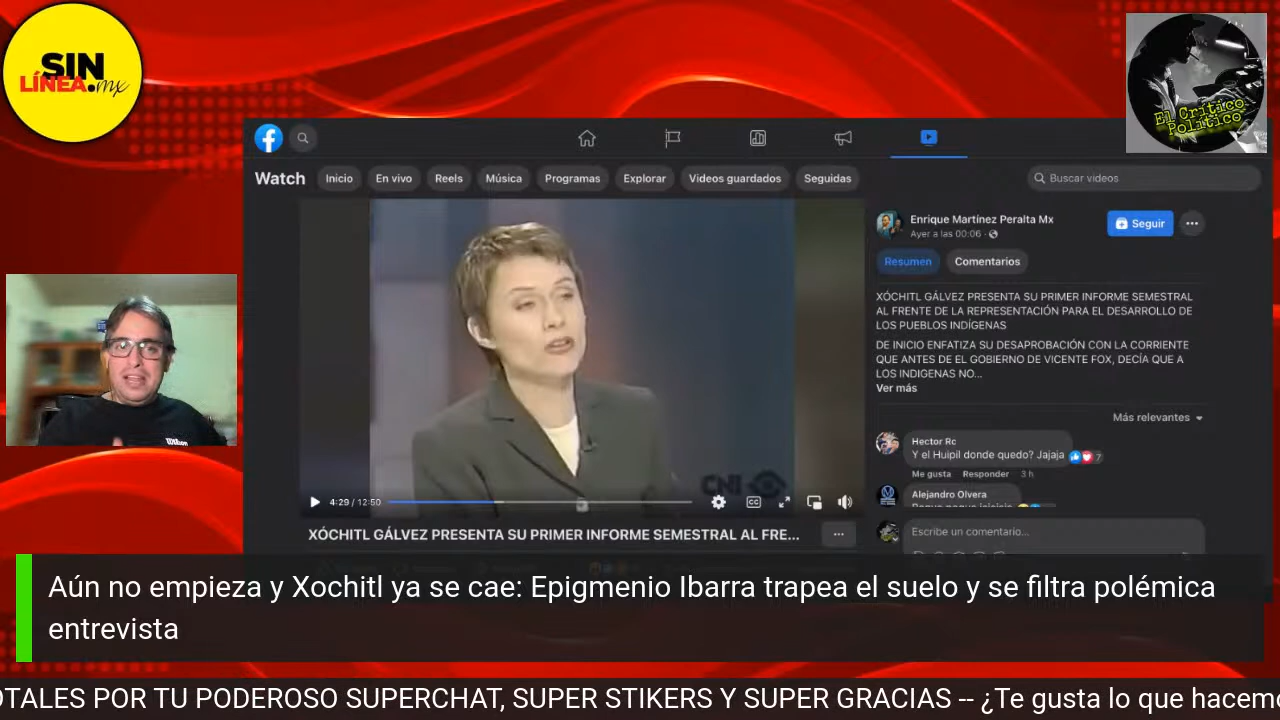 SIN
LÍNEA.mx
El Crítico
Político
Watch
Inicio
En vivo
Reels
Música
Programas
Explorar
Videos guardados
Seguidas
Buscar videos
Enrique Martínez Peralta Mx
Ayer a las 00:06
Seguir
Resumen
Comentarios
XÓCHITL GÁLVEZ PRESENTA SU PRIMER INFORME SEMESTRAL
AL FRENTE DE LA REPRESENTACIÓN PARA EL DESARROLLO DE
LOS PUEBLOS INDÍGENAS
DE INICIO ENFATIZA SU DESAPROBACIÓN CON LA CORRIENTE
QUE ANTES DE EL GOBIERNO DE VICENTE FOX, DECÍA QUE A
LOS INDIGENAS NO...
Ver más
Más relevantes
Hector Rc
Y el Huipil donde quedo? Jajaja
7
Me gusta Responder 3 h
Alejandro Olvera
Escribe un comentario...
Wilson
CNI
4:29 / 12:50
CC
XÓCHITL GÁLVEZ PRESENTA SU PRIMER INFORME SEMESTRAL AL FRE...
Aún no empieza y Xochitl ya se cae: Epigmenio Ibarra trapea el suelo y se filtra polémica
entrevista
OTALES POR TU PODEROSO SUPERCHAT, SUPER STIKERS Y SUPER GRACIAS -- ¿Te gusta lo que hacemo